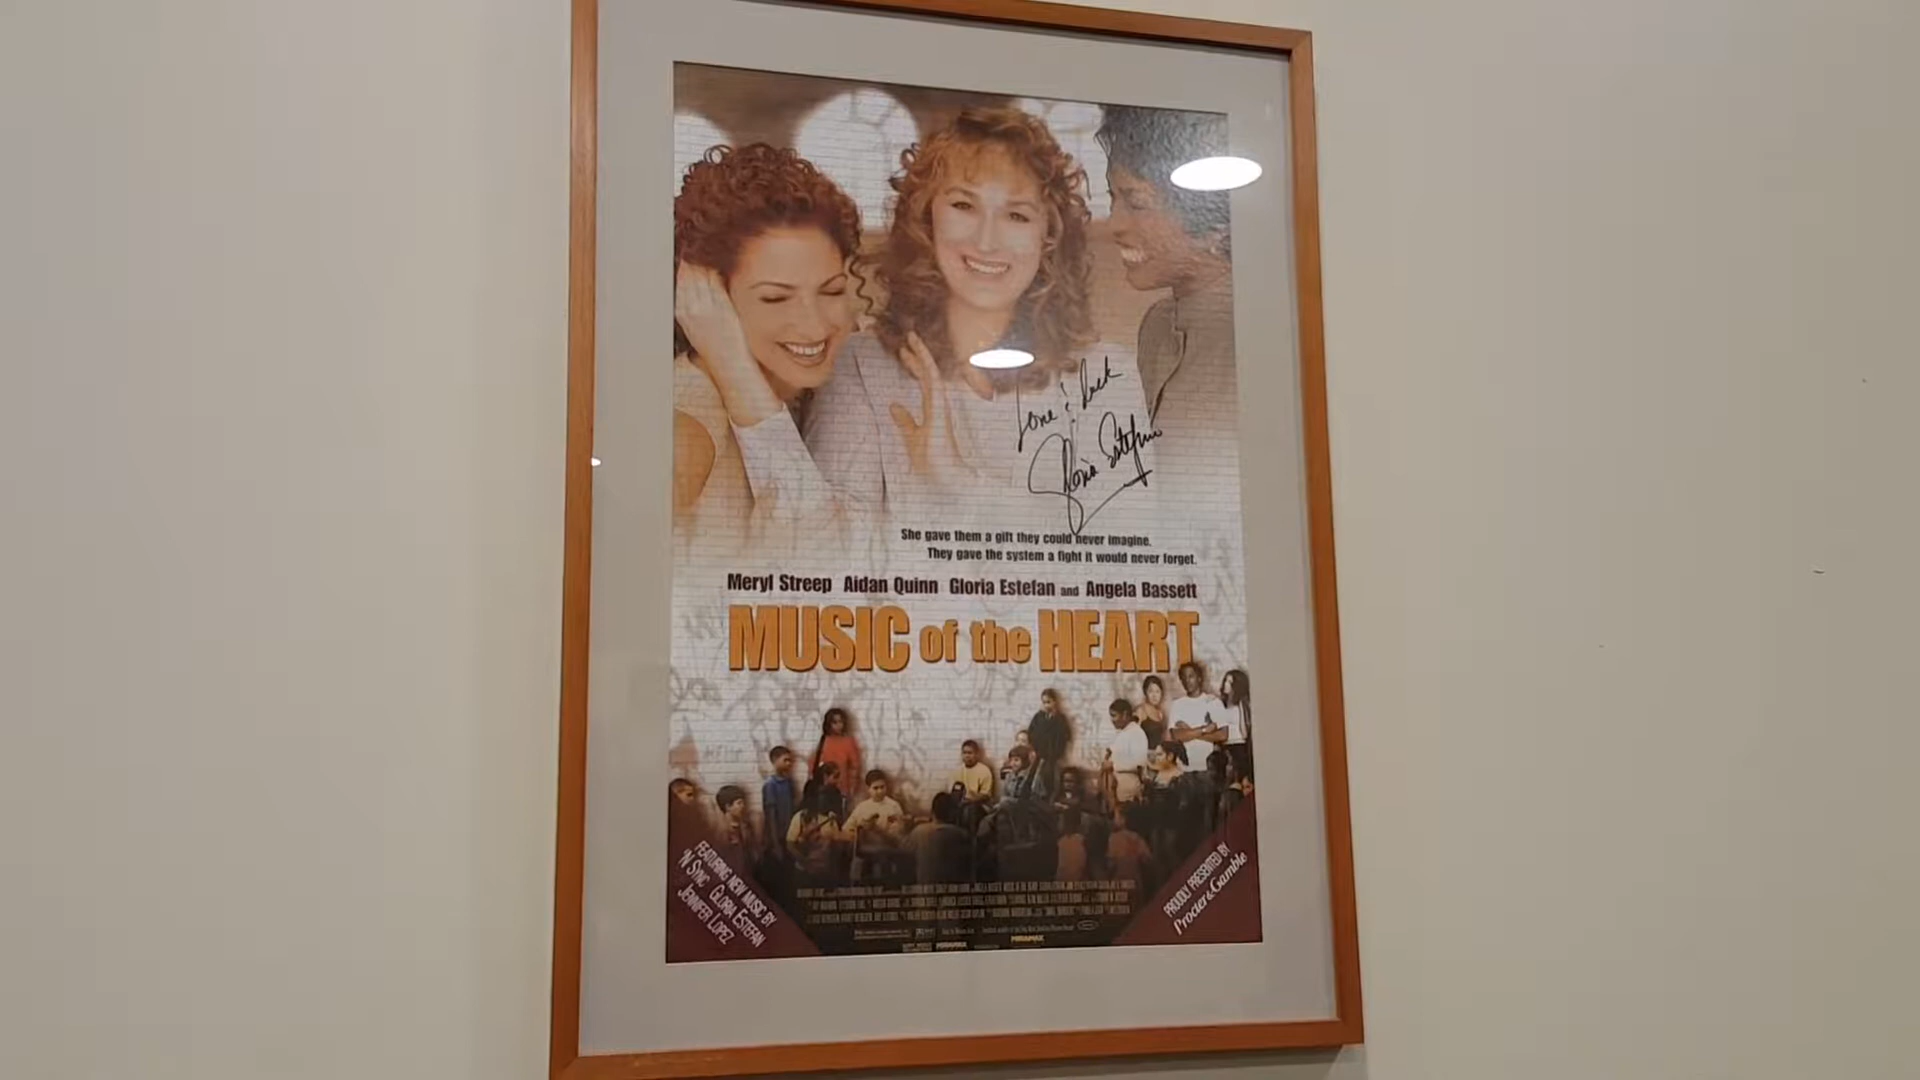 Love & Luck
Gloria Estefan
She gave them a gift they could never imagine.
They gave the system a fight it would never forget.
Meryl Streep Aidan Quinn Gloria Estefan and Angela Bassett
MUSIC of the HEART
FEATURING NEW MUSIC BY
'N SYNC GLORIA ESTEFAN
JENNIFER LOPEZ
PROUDLY PRESENTED BY
Procter & Gamble
MIRAMAX
MIRAMAX